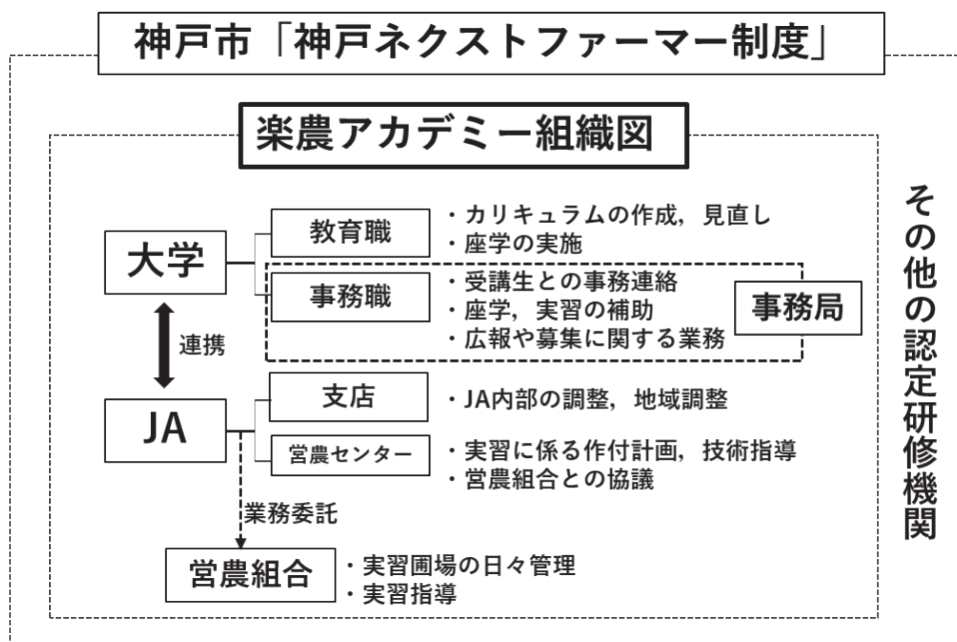 神戸市「神戸ネクストファーマー制度」
楽農アカデミー組織図
大学
教育職
・カリキュラムの作成，見直し
・座学の実施
事務職
・受講生との事務連絡
・座学，実習の補助
・広報や募集に関する業務
事務局
連携
JA
支店
・JA内部の調整，地域調整
営農センター
・実習に係る作付計画，技術指導
・営農組合との協議
業務委託
営農組合
・実習圃場の日々管理
・実習指導
その他の認定研修機関